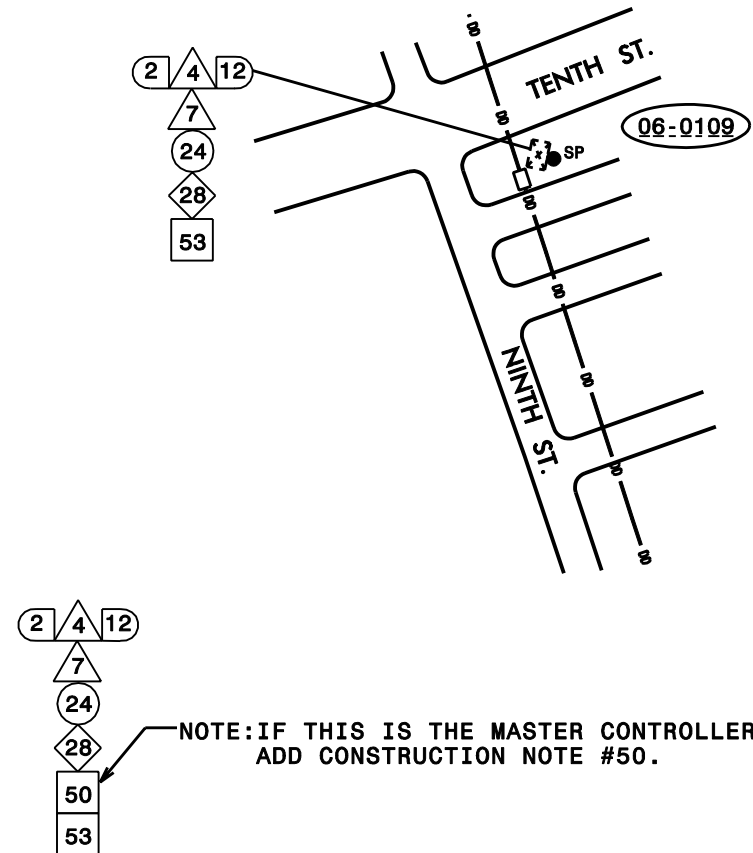 2 4 12
7
24
28
53
TENTH ST.
06-0109
SP
NINTH ST.
2 4 12
7
24
28
50
53
NOTE:IF THIS IS THE MASTER CONTROLLER
ADD CONSTRUCTION NOTE #50.